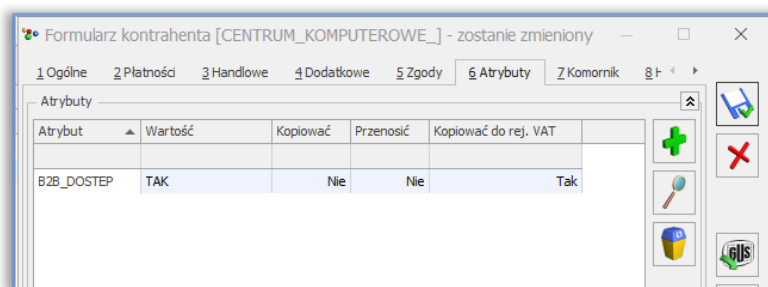 Formularz kontrahenta [CENTRUM_KOMPUTEROWE_] - zostanie zmieniony
1 Ogólne 2 Płatności 3 Handlowe 4 Dodatkowe 5 Zgody 6 Atrybuty 7 Komornik 8 H
Atrybuty
Atrybut Wartość Kopiować Przenosić Kopiować do rej. VAT
B2B_DOSTEP TAK Nie Nie Tak
GUS